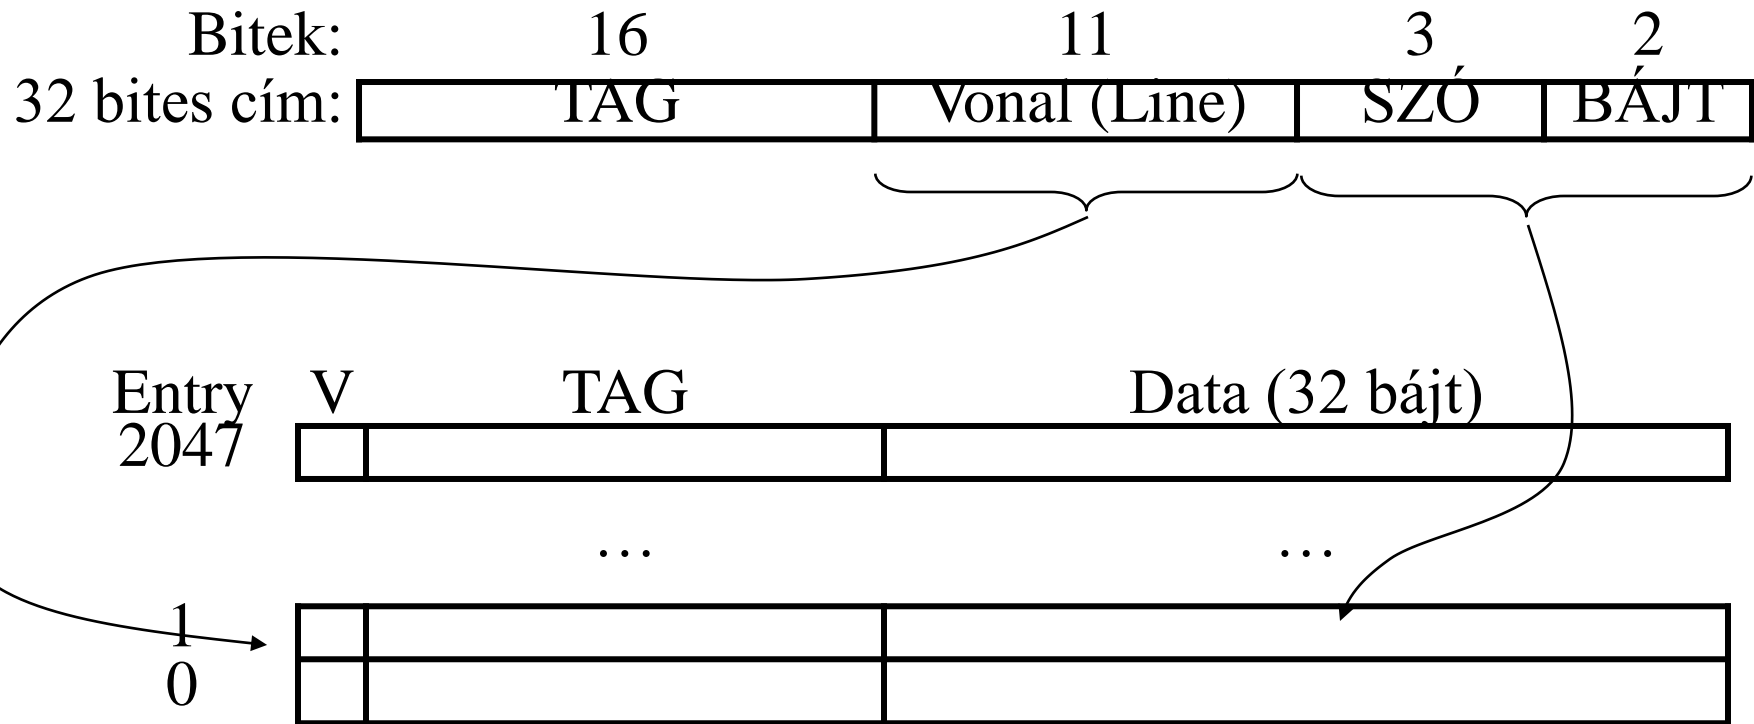 Bitek: 16 11 3 2
32 bites cím: TAG Vonal (Line) SZÓ BÁJT
Entry V TAG Data (32 bájt)
2047
… …
1
0